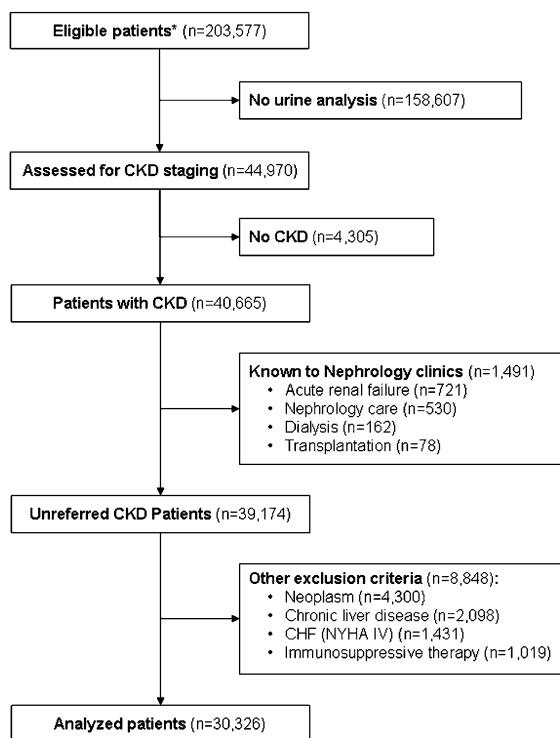 Eligible patients* (n=203,577)
No urine analysis (n=158,607)
Assessed for CKD staging (n=44,970)
No CKD (n=4,305)
Patients with CKD (n=40,665)
Known to Nephrology clinics (n=1,491)
• Acute renal failure (n=721)
• Nephrology care (n=530)
• Dialysis (n=162)
• Transplantation (n=78)
Unreferred CKD Patients (n=39,174)
Other exclusion criteria (n=8,848):
• Neoplasm (n=4,300)
• Chronic liver disease (n=2,098)
• CHF (NYHA IV) (n=1,431)
• Immunosuppressive therapy (n=1,019)
Analyzed patients (n=30,326)